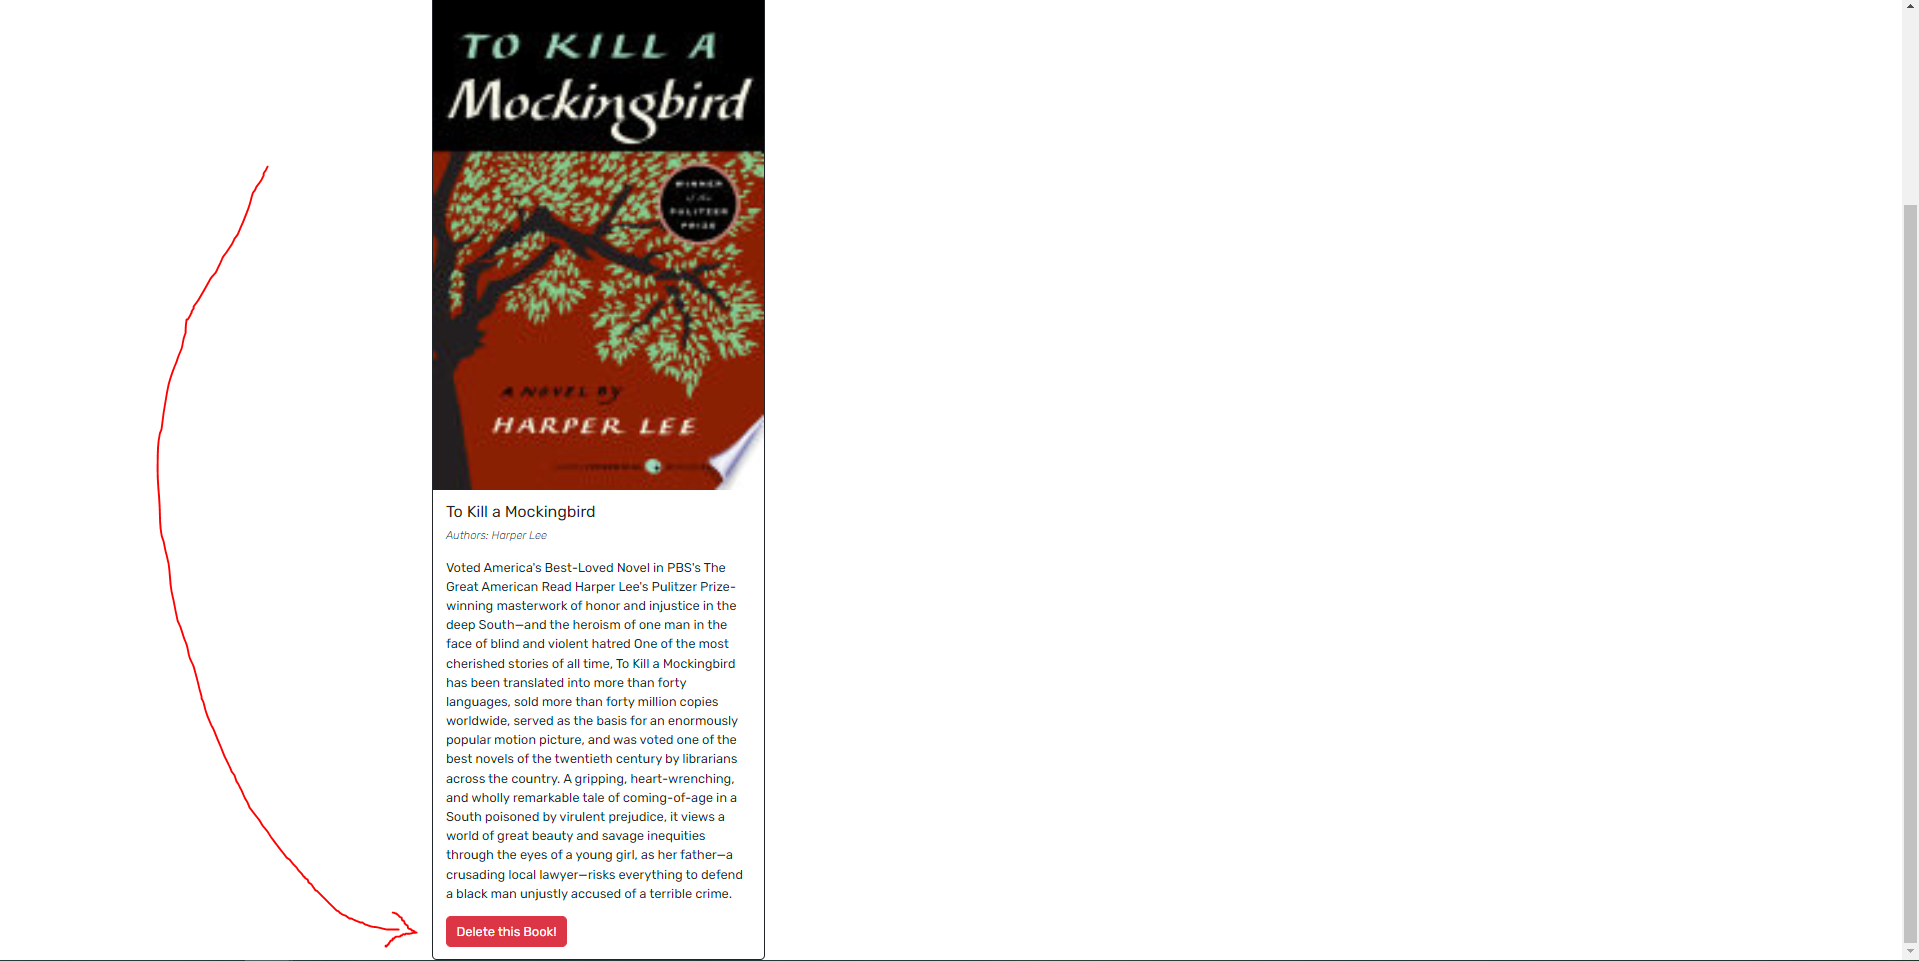 TO KILL A
Mockingbird
WINNER
of the
PULITZER
PRIZE
A NOVEL BY
HARPER LEE
To Kill a Mockingbird
Authors: Harper Lee
Voted America's Best-Loved Novel in PBS's The
Great American Read Harper Lee's Pulitzer Prize-
winning masterwork of honor and injustice in the
deep South—and the heroism of one man in the
face of blind and violent hatred One of the most
cherished stories of all time, To Kill a Mockingbird
has been translated into more than forty
languages, sold more than forty million copies
worldwide, served as the basis for an enormously
popular motion picture, and was voted one of the
best novels of the twentieth century by librarians
across the country. A gripping, heart-wrenching,
and wholly remarkable tale of coming-of-age in a
South poisoned by virulent prejudice, it views a
world of great beauty and savage inequities
through the eyes of a young girl, as her father—a
crusading local lawyer—risks everything to defend
a black man unjustly accused of a terrible crime.
Delete this Book!